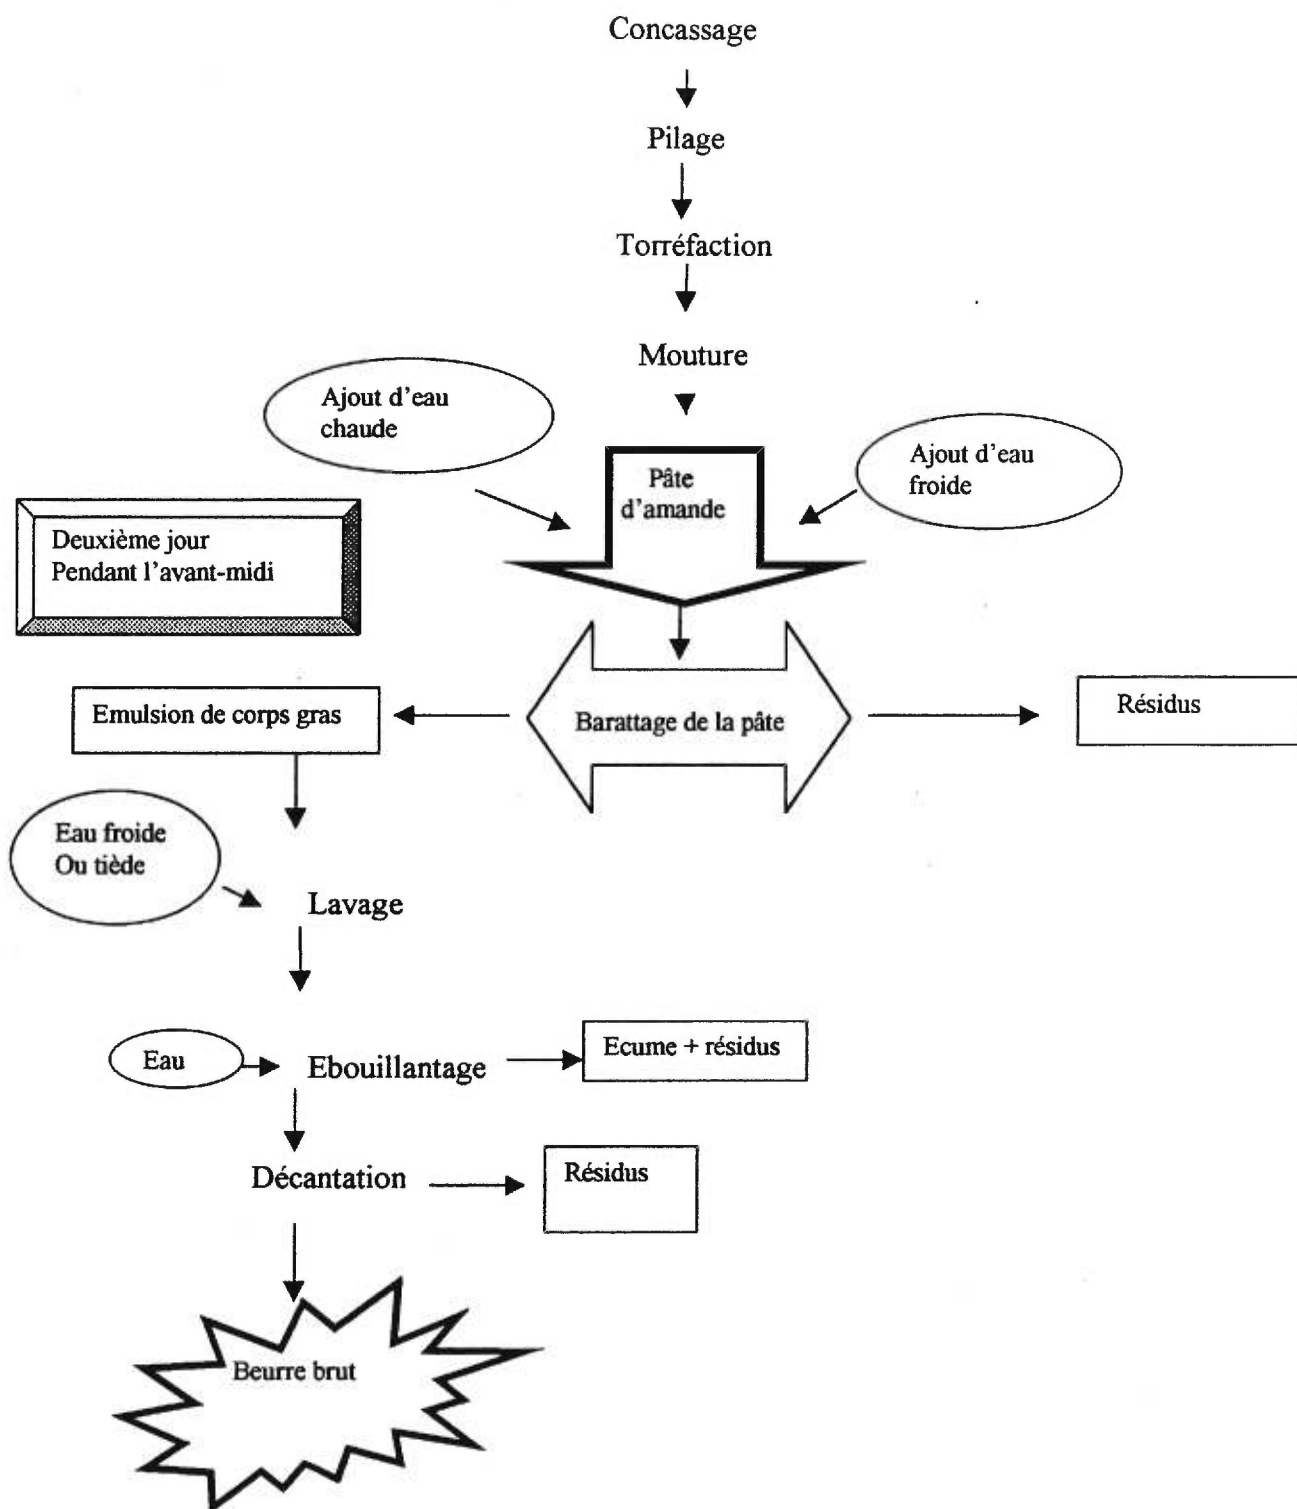 Concassage
Pilage
Torréfaction
Mouture
Ajout d'eau
chaude
Pâte
d'amande
Ajout d'eau
froide
Deuxième jour
Pendant l'avant-midi
Emulsion de corps gras
Barattage de la pâte
Résidus
Eau froide
Ou tiède
Lavage
Eau
Ebouillantage
Ecume + résidus
Décantation
Résidus
Beurre brut